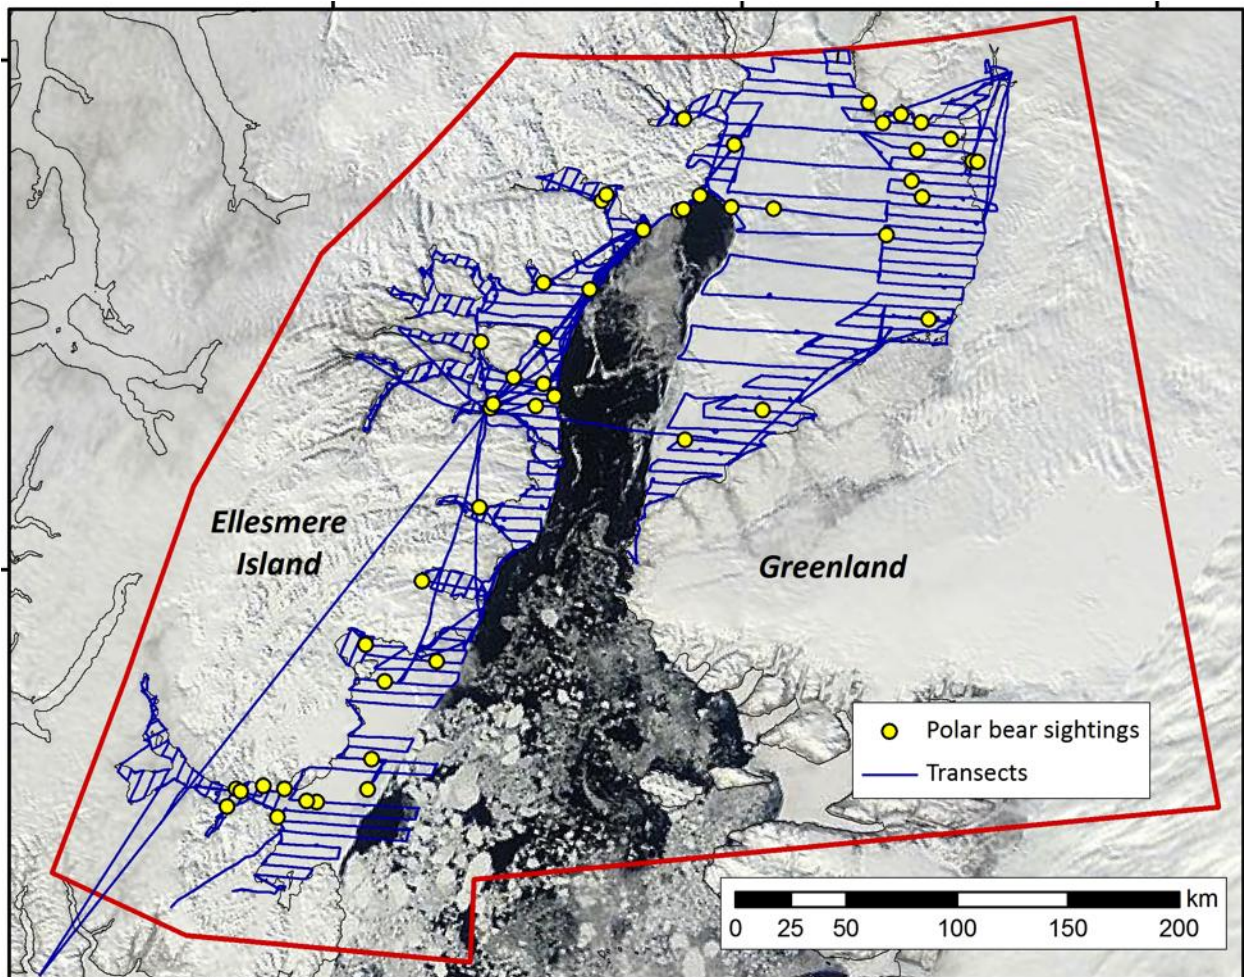 Ellesmere
Island
Greenland
Polar bear sightings
Transects
km
0 25 50 100 150 200